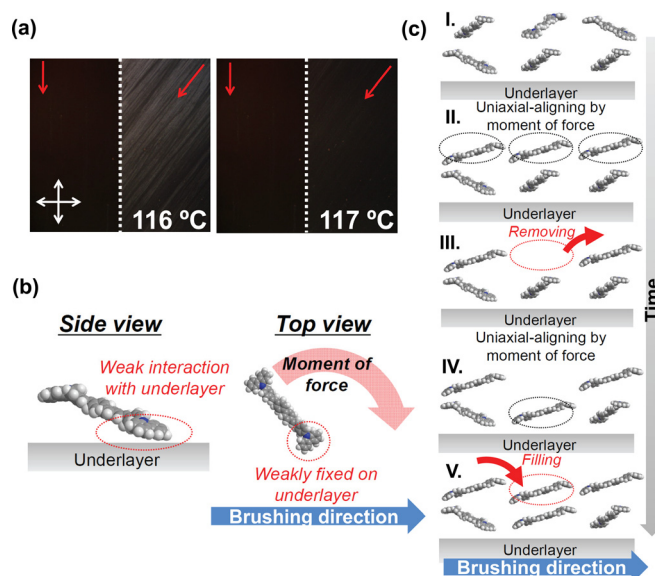 (a)
116 ºC
117 ºC
(b)
Side view
Weak interaction
with underlayer
Underlayer
Top view
Moment of
force
Weakly fixed on
underlayer
Brushing direction
(c)
I.
Underlayer
II.
Uniaxial-aligning by
moment of force
Underlayer
III.
Removing
Underlayer
Uniaxial-aligning by
moment of force
IV.
Underlayer
V.
Filling
Underlayer
Brushing direction
Time